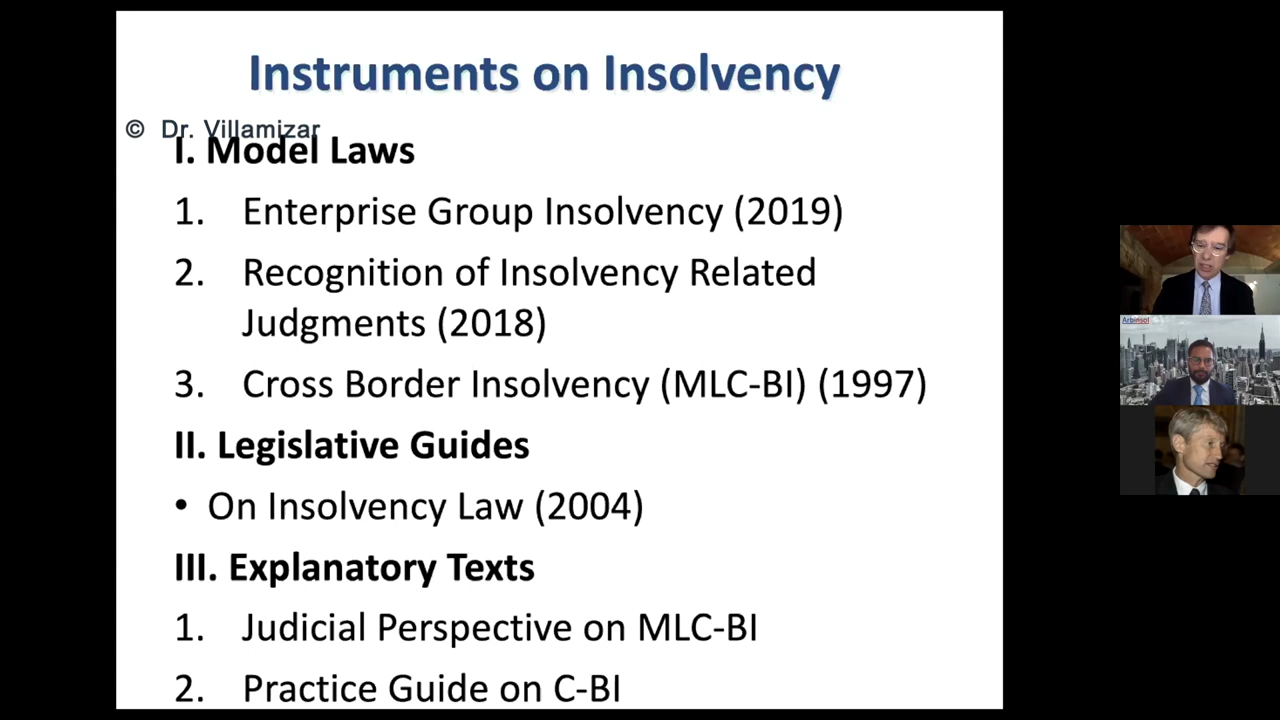 Instruments on Insolvency
© Dr. Villamizar
I. Model Laws
1. Enterprise Group Insolvency (2019)
2. Recognition of Insolvency Related
Judgments (2018)
3. Cross Border Insolvency (MLC-BI) (1997)
II. Legislative Guides
• On Insolvency Law (2004)
III. Explanatory Texts
1. Judicial Perspective on MLC-BI
2. Practice Guide on C-BI
Arbinsol